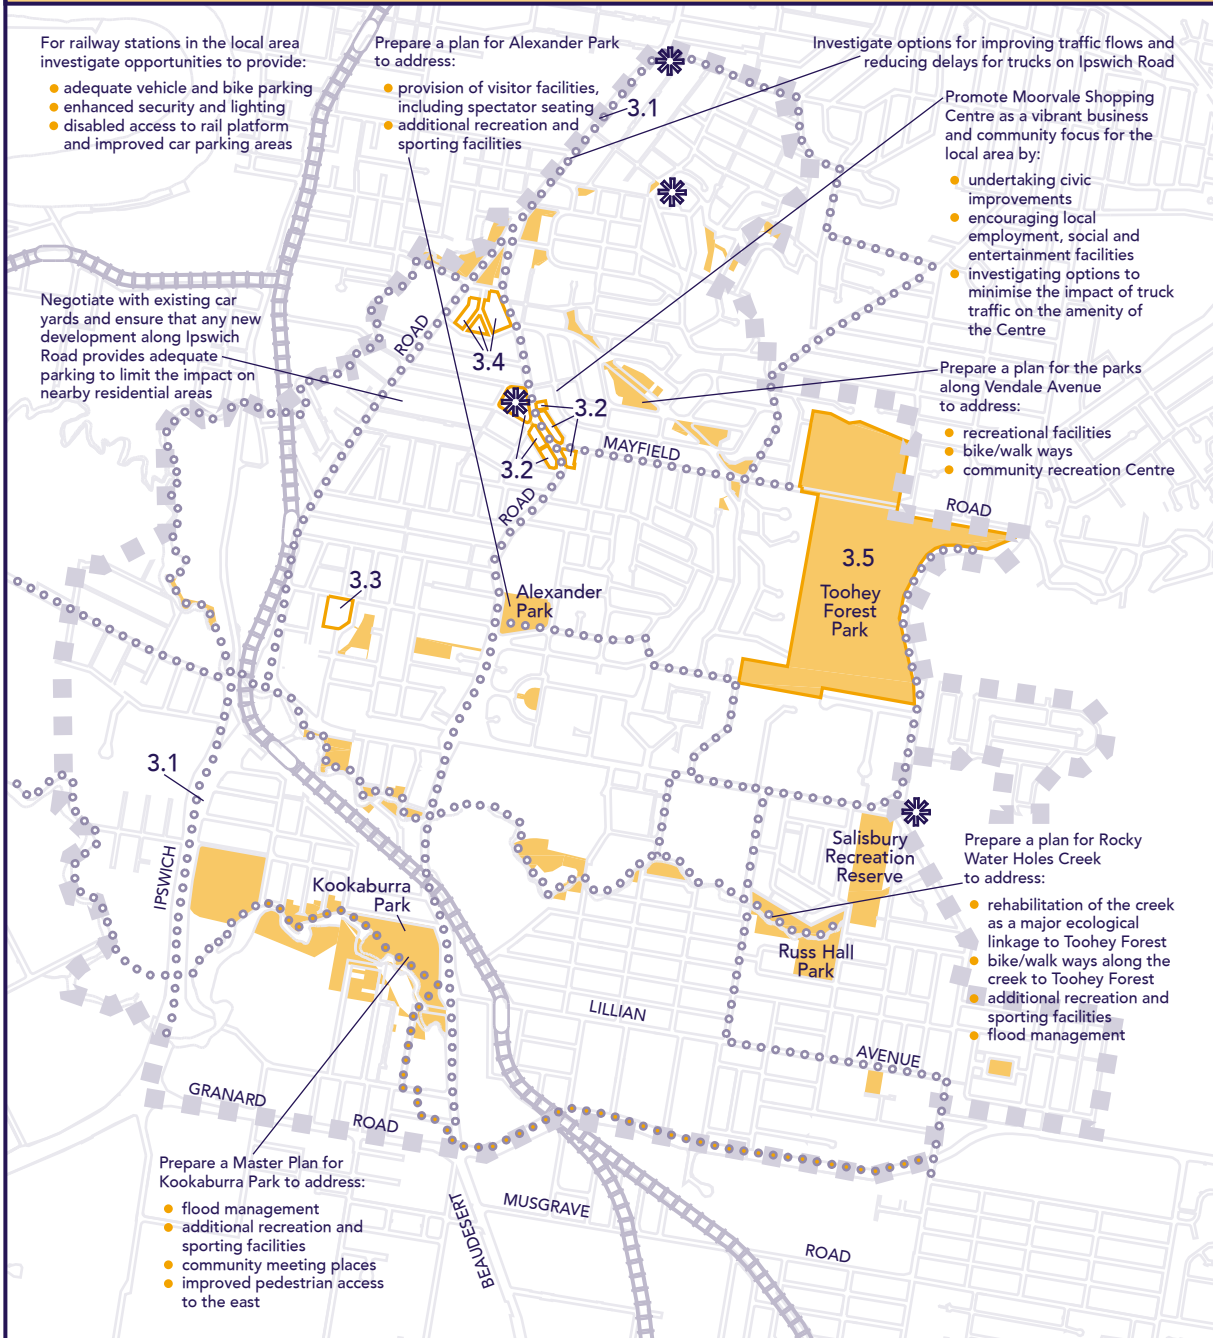 For railway stations in the local area
investigate opportunities to provide:
adequate vehicle and bike parking
enhanced security and lighting
disabled access to rail platform
and improved car parking areas
Prepare a plan for Alexander Park
to address:
provision of visitor facilities,
including spectator seating
additional recreation and
sporting facilities
3.1
Investigate options for improving traffic flows and
reducing delays for trucks on Ipswich Road
Promote Moorvale Shopping
Centre as a vibrant business
and community focus for the
local area by:
undertaking civic
improvements
encouraging local
employment, social and
entertainment facilities
investigating options to
minimise the impact of truck
traffic on the amenity of
the Centre
Negotiate with existing car
yards and ensure that any new
development along Ipswich
Road provides adequate
parking to limit the impact on
nearby residential areas
ROAD
3.4
Prepare a plan for the parks
along Vendale Avenue
to address:
recreational facilities
bike/walk ways
community recreation Centre
3.2
MAYFIELD
3.2
ROAD
ROAD
3.5
Toohey
Forest
Park
3.3
Alexander
Park
3.1
IPSWICH
Kookaburra
Park
Salisbury
Recreation
Reserve
Prepare a plan for Rocky
Water Holes Creek
to address:
rehabilitation of the creek
as a major ecological
linkage to Toohey Forest
bike/walk ways along the
creek to Toohey Forest
additional recreation and
sporting facilities
flood management
Russ Hall
Park
LILLIAN
AVENUE
GRANARD
ROAD
Prepare a Master Plan for
Kookaburra Park to address:
flood management
additional recreation and
sporting facilities
community meeting places
improved pedestrian access
to the east
BEAUDESERT
MUSGRAVE
ROAD